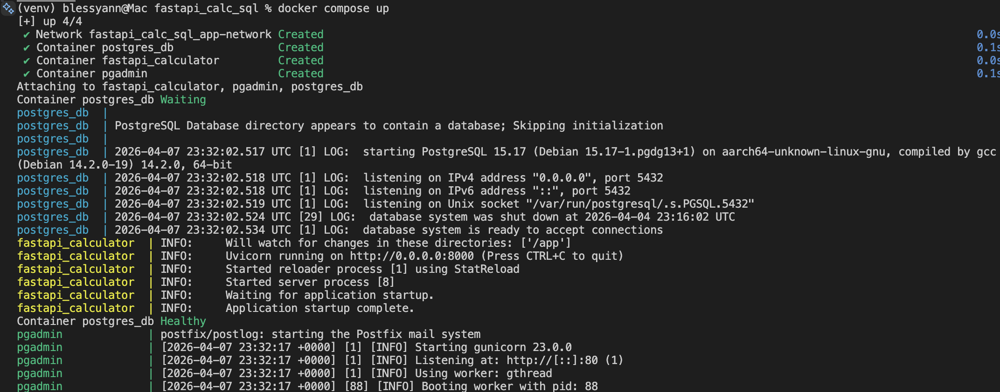 (venv) blessyann@Mac fastapi_calc_sql % docker compose up
[+] up 4/4
✔ Network fastapi_calc_sql_app-network Created 0.0s
✔ Container postgres_db Created 0.1s
✔ Container fastapi_calculator Created 0.0s
✔ Container pgadmin Created 0.1s
Attaching to fastapi_calculator, pgadmin, postgres_db
Container postgres_db Waiting
postgres_db |
postgres_db | PostgreSQL Database directory appears to contain a database; Skipping initialization
postgres_db |
postgres_db | 2026-04-07 23:32:02.517 UTC [1] LOG:  starting PostgreSQL 15.17 (Debian 15.17-1.pgdg13+1) on aarch64-unknown-linux-gnu, compiled by gcc
(Debian 14.2.0-19) 14.2.0, 64-bit
postgres_db | 2026-04-07 23:32:02.518 UTC [1] LOG:  listening on IPv4 address "0.0.0.0", port 5432
postgres_db | 2026-04-07 23:32:02.518 UTC [1] LOG:  listening on IPv6 address "::", port 5432
postgres_db | 2026-04-07 23:32:02.519 UTC [1] LOG:  listening on Unix socket "/var/run/postgresql/.s.PGSQL.5432"
postgres_db | 2026-04-07 23:32:02.524 UTC [29] LOG:  database system was shut down at 2026-04-04 23:16:02 UTC
postgres_db | 2026-04-07 23:32:02.534 UTC [1] LOG:  database system is ready to accept connections
fastapi_calculator | INFO:     Will watch for changes in these directories: ['/app']
fastapi_calculator | INFO:     Uvicorn running on http://0.0.0.0:8000 (Press CTRL+C to quit)
fastapi_calculator | INFO:     Started reloader process [1] using StatReload
fastapi_calculator | INFO:     Started server process [8]
fastapi_calculator | INFO:     Waiting for application startup.
fastapi_calculator | INFO:     Application startup complete.
Container postgres_db Healthy
pgadmin | postfix/postlog: starting the Postfix mail system
pgadmin | [2026-04-07 23:32:17 +0000] [1] [INFO] Starting gunicorn 23.0.0
pgadmin | [2026-04-07 23:32:17 +0000] [1] [INFO] Listening at: http://[::]:80 (1)
pgadmin | [2026-04-07 23:32:17 +0000] [1] [INFO] Using worker: gthread
pgadmin | [2026-04-07 23:32:17 +0000] [88] [INFO] Booting worker with pid: 88